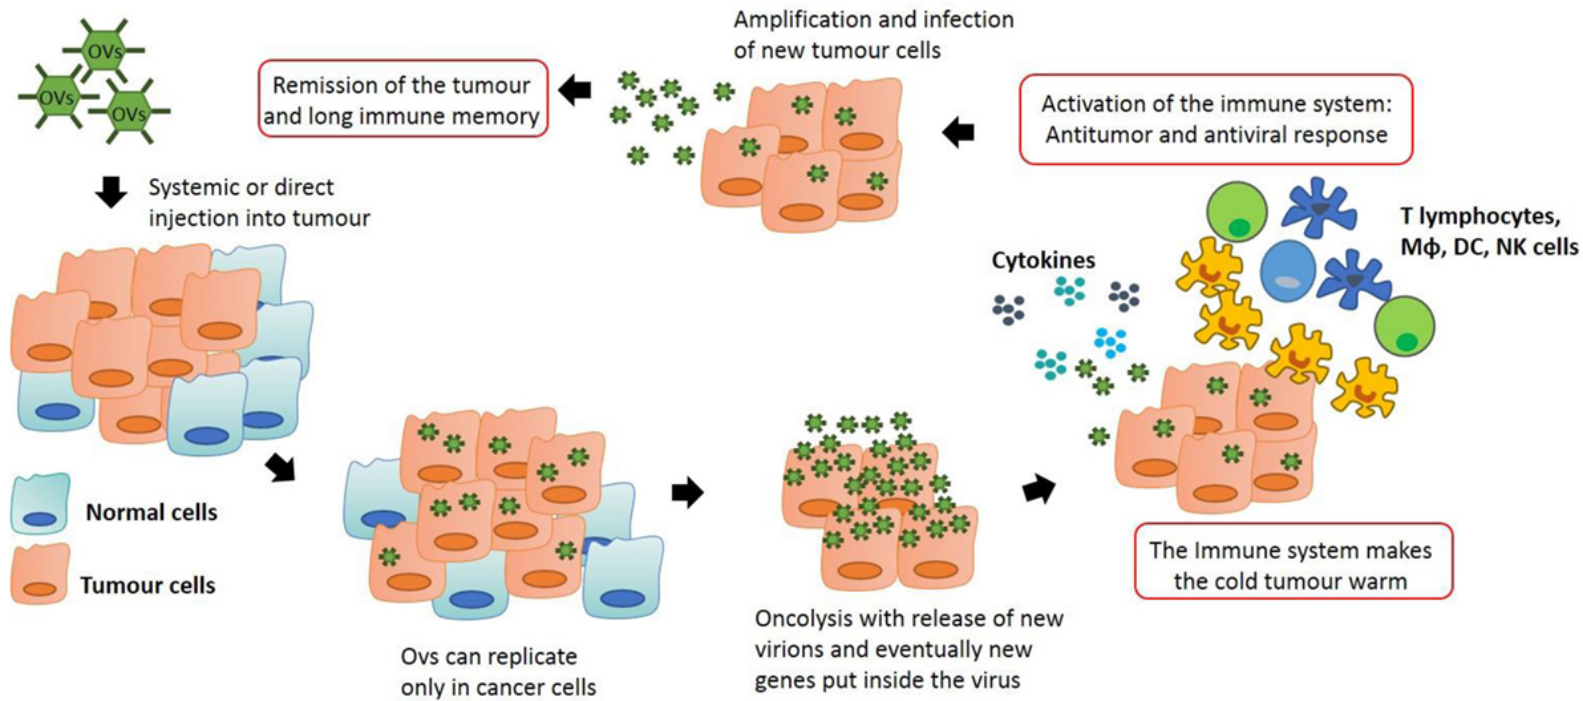 OVs
OVs
OVs
Systemic or direct
injection into tumour
Normal cells
Tumour cells
Ovs can replicate
only in cancer cells
Oncolysis with release of new
virions and eventually new
genes put inside the virus
The Immune system makes
the cold tumour warm
Cytokines
T lymphocytes,
Mф, DC, NK cells
Activation of the immune system:
Antitumor and antiviral response
Amplification and infection
of new tumour cells
Remission of the tumour
and long immune memory